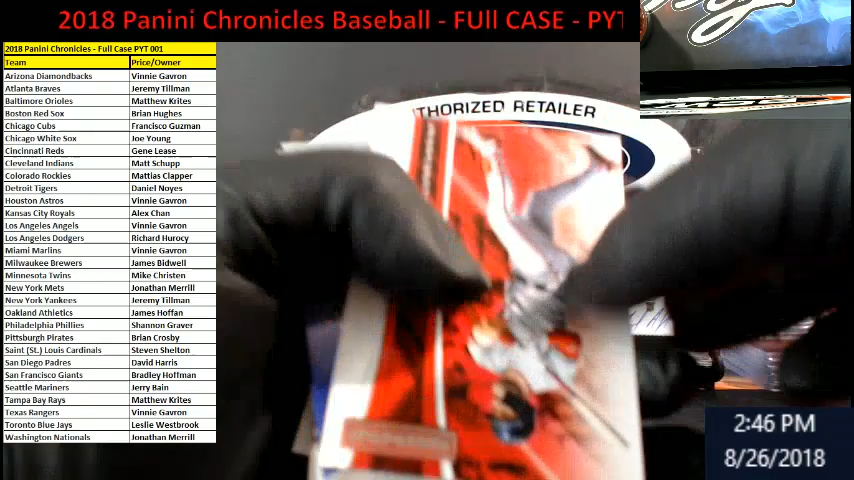 2018 Panini Chronicles Baseball - FUll CASE - PYT
2018 Panini Chronicles - Full Case PYT 001
Team Price/Owner
Arizona Diamondbacks Vinnie Gavron
Atlanta Braves Jeremy Tillman
Baltimore Orioles Matthew Krites
Boston Red Sox Brian Hughes
Chicago Cubs Francisco Guzman
Chicago White Sox Joe Young
Cincinnati Reds Gene Lease
Cleveland Indians Matt Schupp
Colorado Rockies Mattias Clapper
Detroit Tigers Daniel Noyes
Houston Astros Vinnie Gavron
Kansas City Royals Alex Chan
Los Angeles Angels Vinnie Gavron
Los Angeles Dodgers Richard Hurocy
Miami Marlins Vinnie Gavron
Milwaukee Brewers James Bidwell
Minnesota Twins Mike Christen
New York Mets Jonathan Merrill
New York Yankees Jeremy Tillman
Oakland Athletics James Hoffan
Philadelphia Phillies Shannon Graver
Pittsburgh Pirates Brian Crosby
Saint (St.) Louis Cardinals Steven Shelton
San Diego Padres David Harris
San Francisco Giants Bradley Hoffman
Seattle Mariners Jerry Bain
Tampa Bay Rays Matthew Krites
Texas Rangers Vinnie Gavron
Toronto Blue Jays Leslie Westbrook
Washington Nationals Jonathan Merrill
THORIZED RETAILER
2:46 PM
8/26/2018